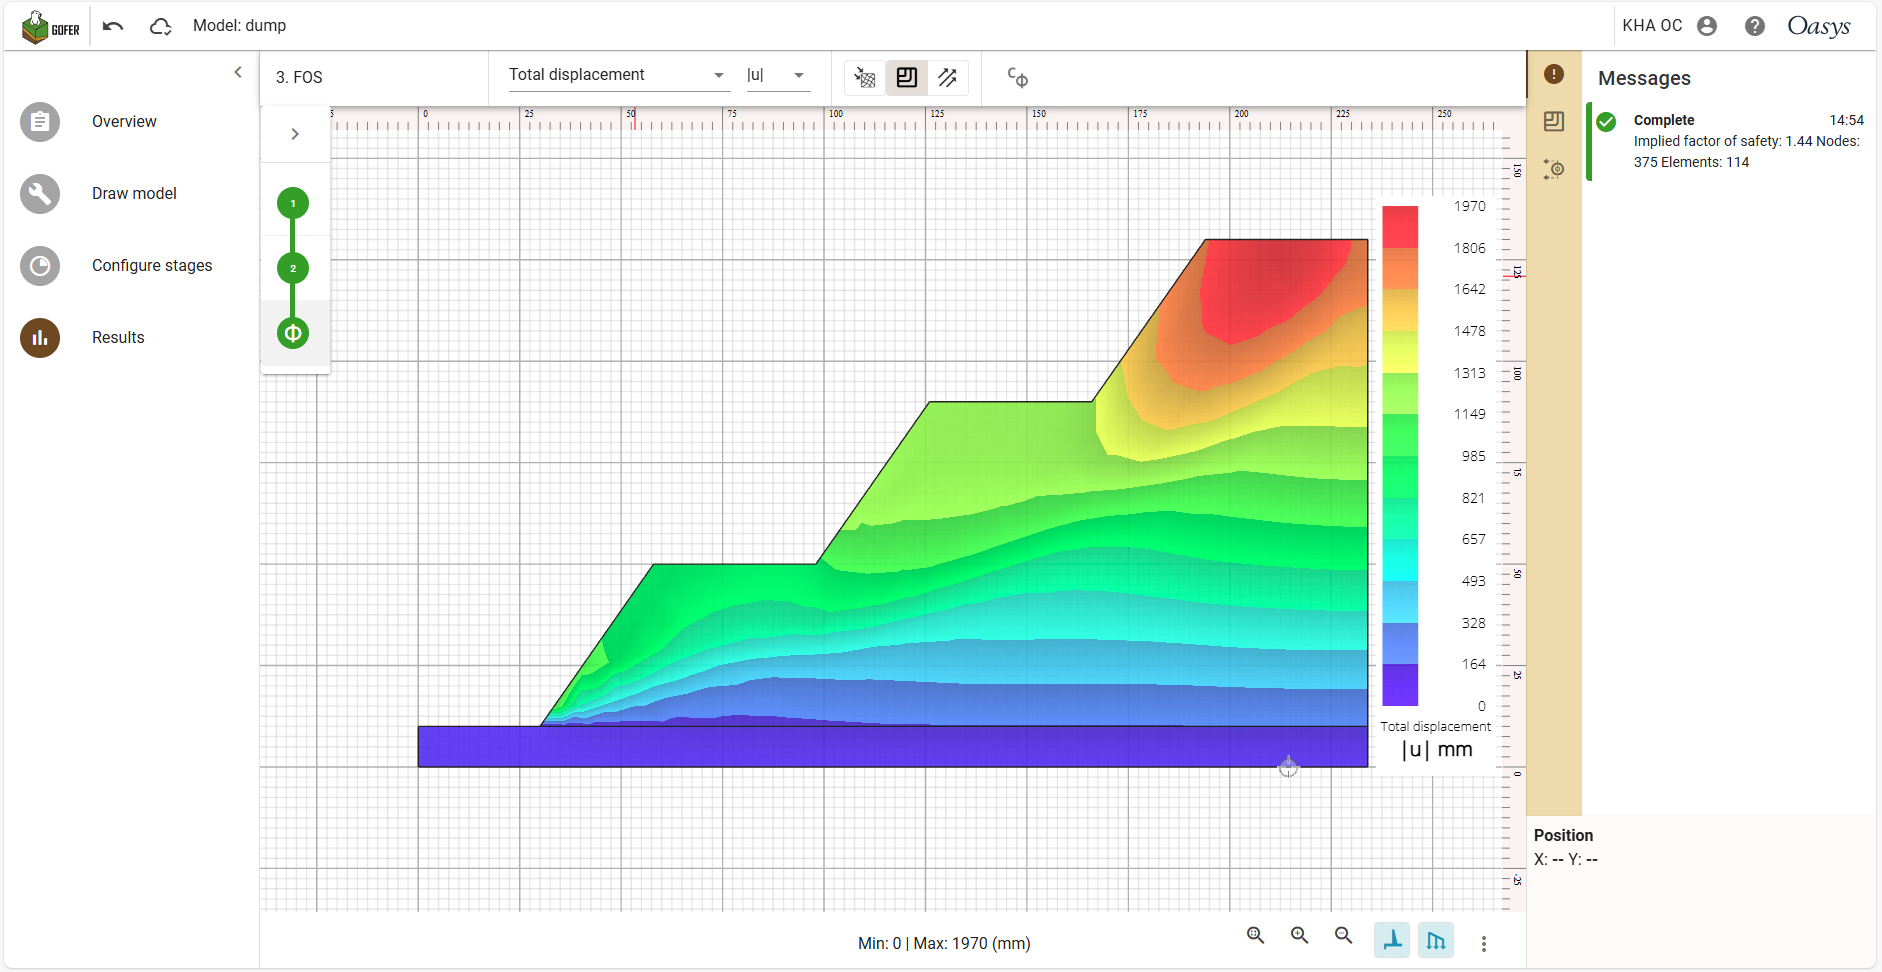 GOFER
Model: dump
KHA OC
Oasys
Overview
Draw model
Configure stages
Results
3. FOS
Total displacement
|u|
C
Φ
1
2
Φ
0
25
50
75
100
125
150
175
200
225
250
150
125
100
50
25
0
-25
1970
1806
1642
1478
1313
1149
985
821
657
493
328
164
0
Total displacement
|u| mm
Min: 0 | Max: 1970 (mm)
Messages
Complete 14:54
Implied factor of safety: 1.44 Nodes:
375 Elements: 114
Position
X: -- Y: --